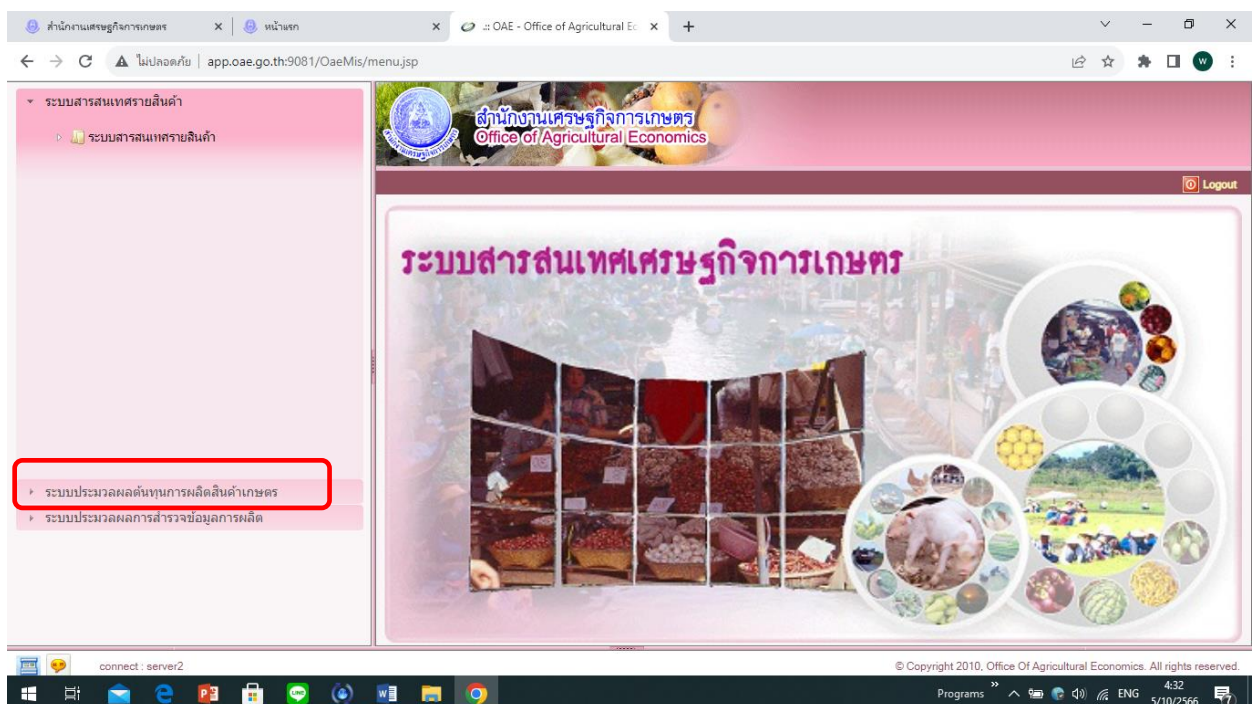 สำนักงานเศรษฐกิจการเกษตร
หน้าแรก
.:: OAE - Office of Agricultural Ec
ไม่ปลอดภัย | app.oae.go.th:9081/OaeMis/menu.jsp
W
ระบบสารสนเทศรายสินค้า
ระบบสารสนเทศรายสินค้า
สำนักงานเศรษฐกิจการเกษตร
Office of Agricultural Economics
Logout
ระบบสารสนเทศเศรษฐกิจการเกษตร
ระบบประมวลผลต้นทุนการผลิตสินค้าเกษตร
ระบบประมวลผลการสำรวจข้อมูลการผลิต
connect : server2
© Copyright 2010, Office Of Agricultural Economics. All rights reserved.
Programs
ENG
4:32
5/10/2566